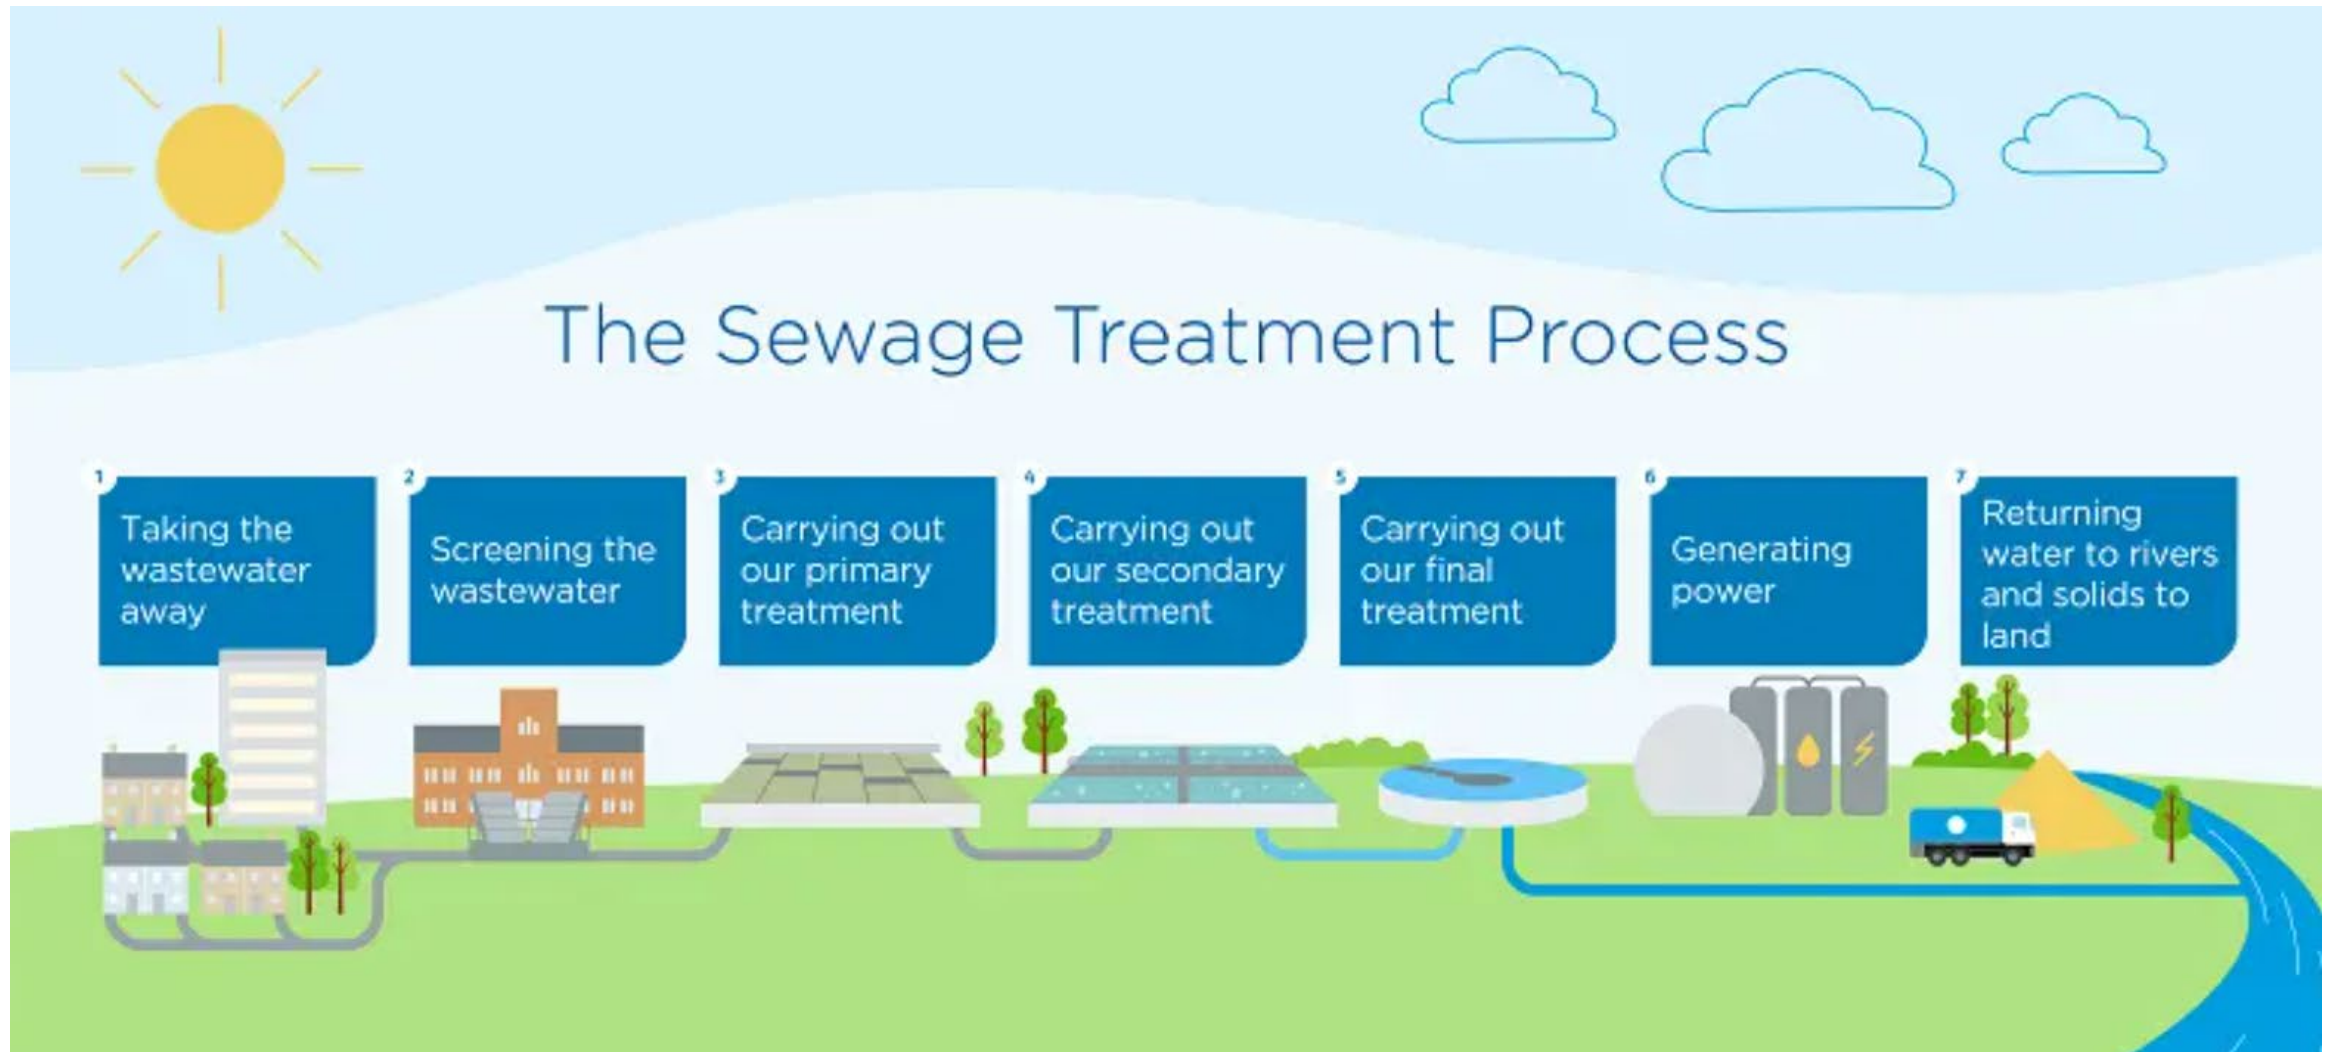 The Sewage Treatment Process
1
Taking the
wastewater
away
2
Screening the
wastewater
3
Carrying out
our primary
treatment
4
Carrying out
our secondary
treatment
5
Carrying out
our final
treatment
6
Generating
power
7
Returning
water to rivers
and solids to
land